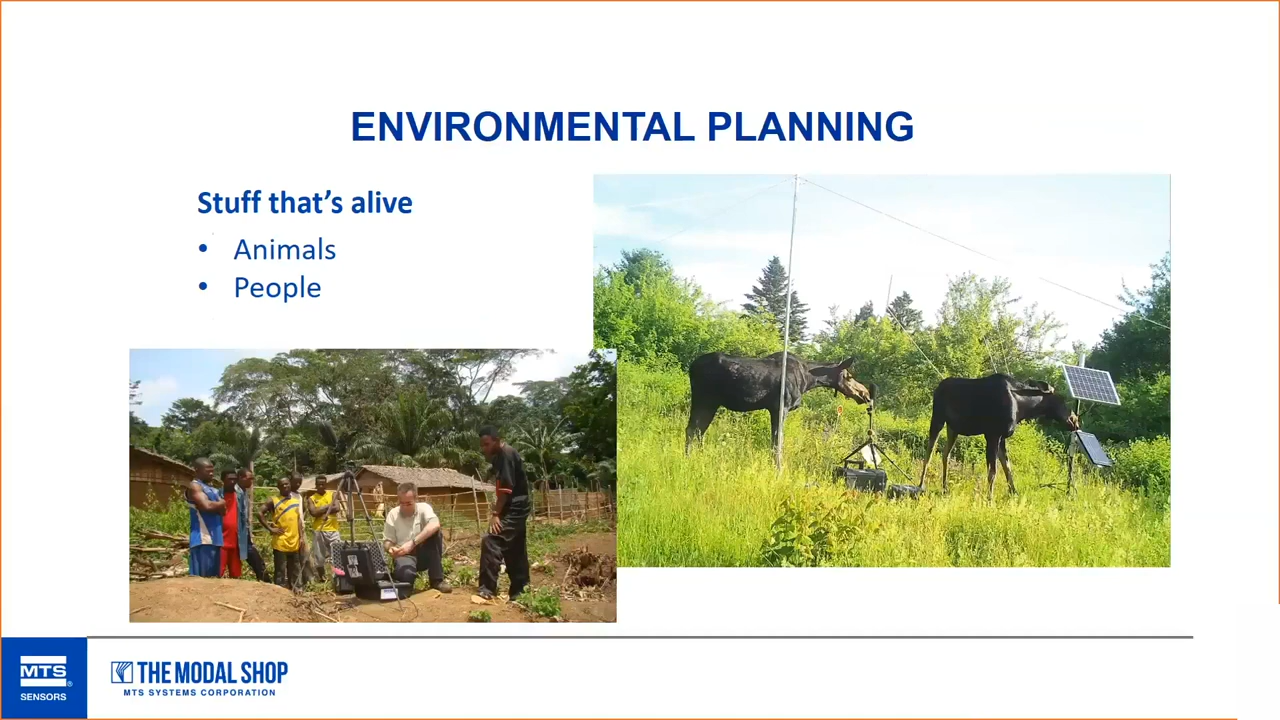 ENVIRONMENTAL PLANNING
Stuff that's alive
• Animals
• People
MTS®
SENSORS
THE MODAL SHOP
MTS SYSTEMS CORPORATION